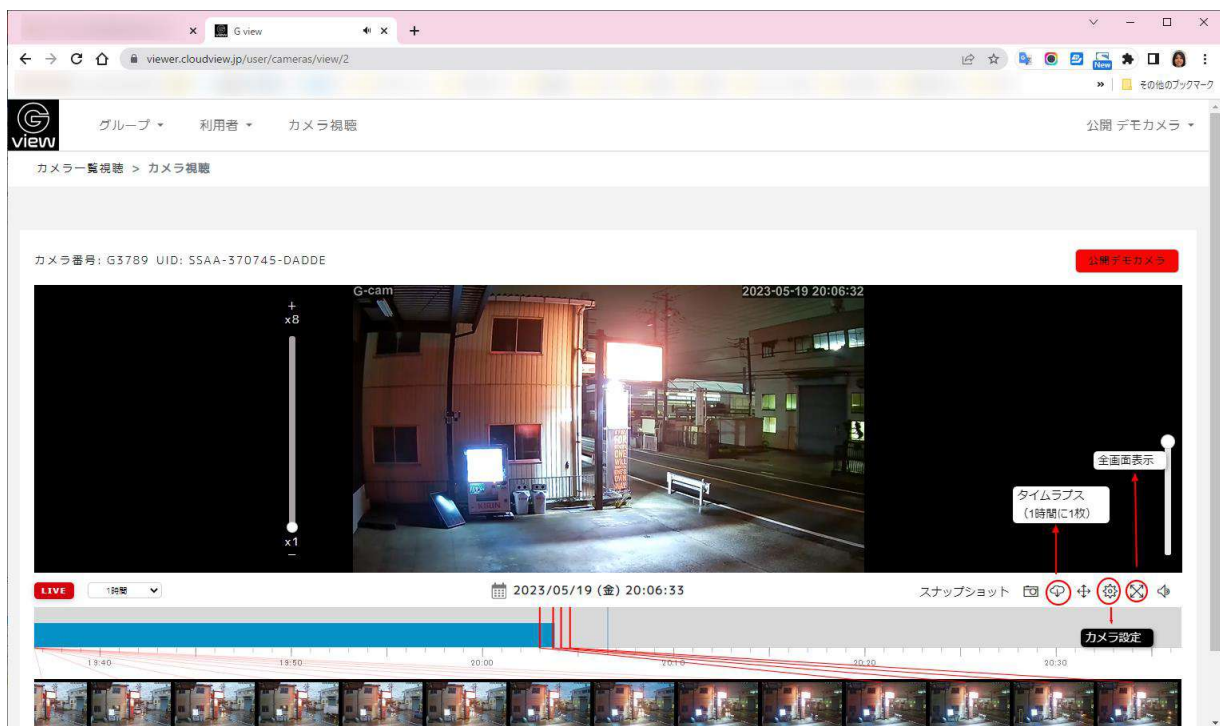 G view
viewer.cloudview.jp/user/cameras/view/2
New
»
その他のブックマーク
G
view
グループ
利用者
カメラ視聴
公開 デモカメラ
カメラ一覧視聴 > カメラ視聴
カメラ番号: G3789 UID: SSAA-370745-DADDE
公開デモカメラ
G-cam
2023-05-19 20:06:32
+
x8
x1
−
KIRIN
全画面表示
タイムラプス
（1時間に1枚）
LIVE
1時間
2023/05/19 (金) 20:06:33
スナップショット
カメラ設定
19:40
19:50
20:00
20:10
20:20
20:30